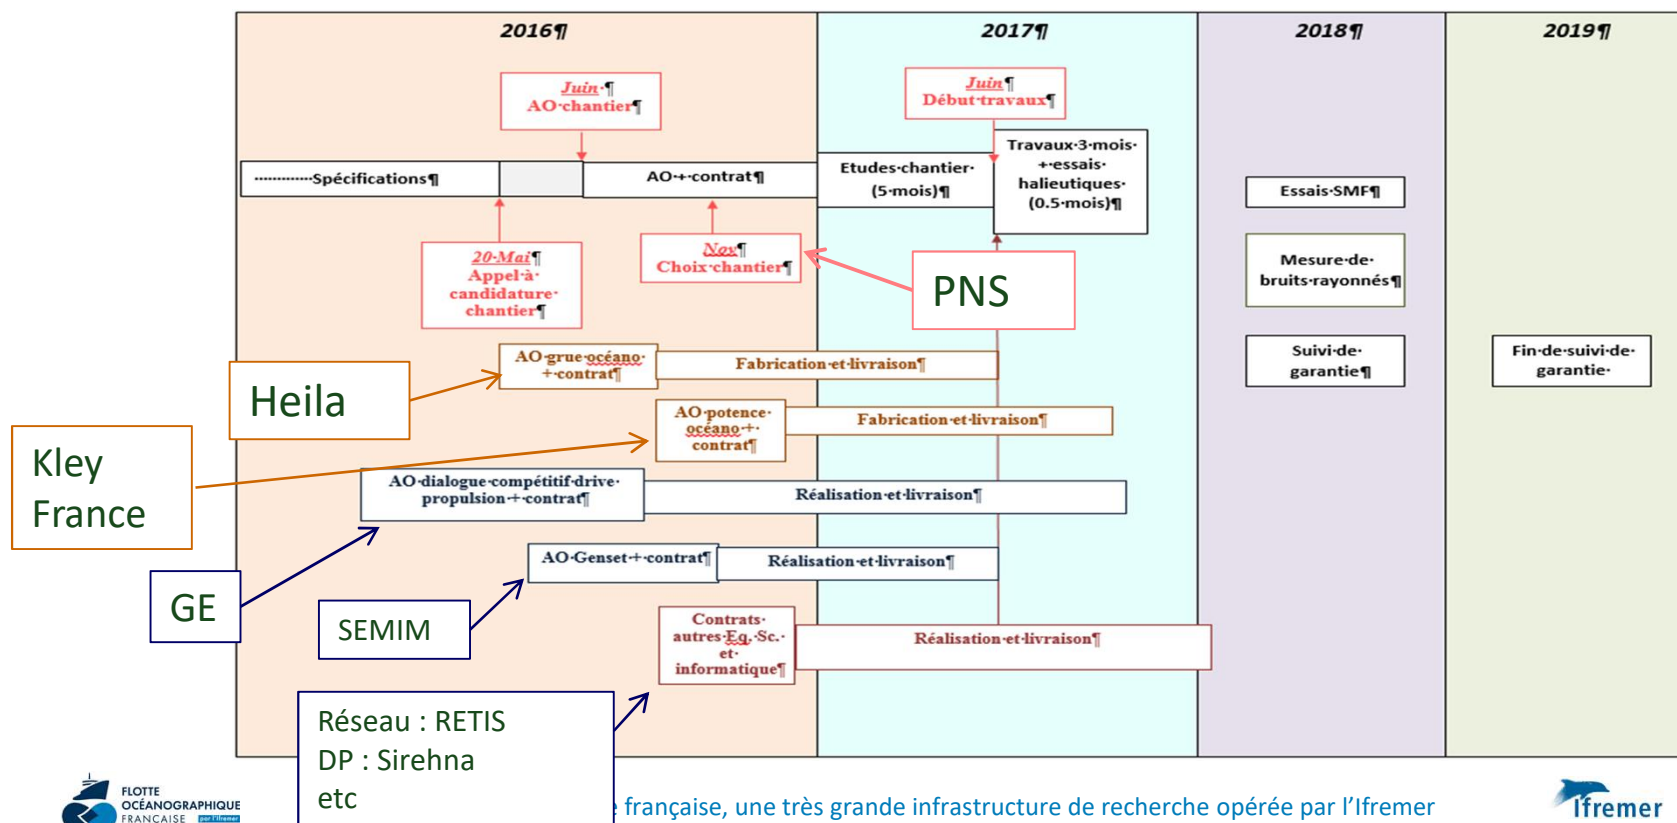 2016¶
2017¶
2018¶
2019¶
Juin·¶
AO·chantier¶
Juin¶
Début·travaux¶
············Spécifications¶
AO·+·contrat¶
Etudes·chantier·
(5·mois)¶
Travaux·3·mois·
+·essais·
halieutiques·
(0.5·mois)¶
Essais·SMF¶
20·Mai¶
Appel·à·
candidature·
chantier¶
Nov¶
Choix·chantier¶
PNS
Mesure·de·
bruits·rayonnés¶
AO·grue·océano·
+·contrat¶
Fabrication·et·livraison¶
Suivi·de·
garantie¶
Fin·de·suivi·de·
garantie·
Heila
AO·potence·
océano·+·
contrat¶
Fabrication·et·livraison¶
Kley
France
AO·dialogue·compétitif·drive·
propulsion·+·contrat¶
Réalisation·et·livraison¶
GE
AO·Genset·+·contrat¶
Réalisation·et·livraison¶
SEMIM
Contrats·
autres·Eq.·Sc.·
et·
informatique¶
Réalisation·et·livraison¶
Réseau : RETIS
DP : Sirehna
etc
FLOTTE
OCÉANOGRAPHIQUE
FRANÇAISE par l'Ifremer
française, une très grande infrastructure de recherche opérée par l'Ifremer
Ifremer